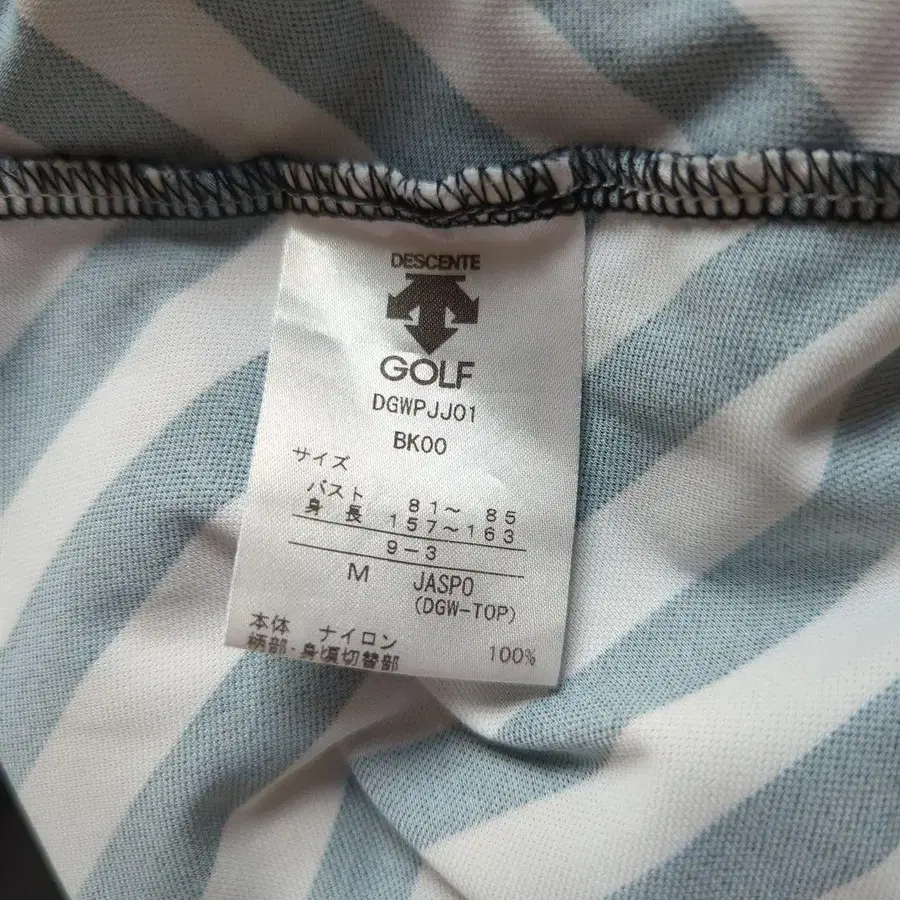 DESCENTE
GOLF
DGWPJJ01
BK00
サイズ
バスト 81～ 85
身 長 157～163
9－3
M JASPO
(DGW-TOP)
本体 ナイロン 100%
柄部・身頃切替部